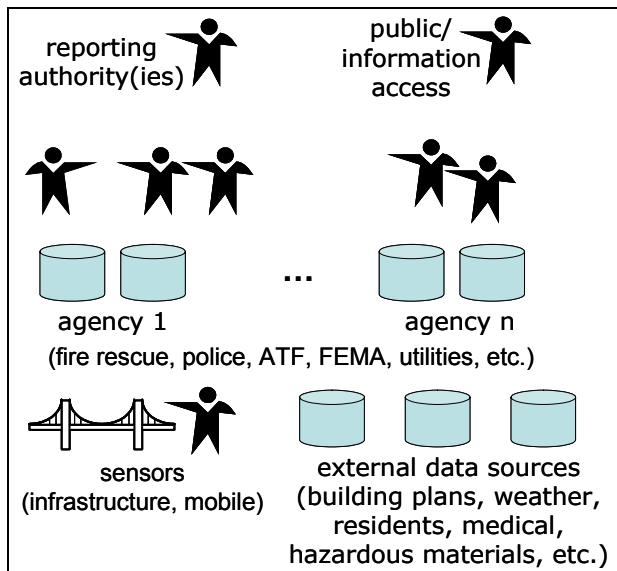 reporting
authority(ies)
public/
information
access
...
agency 1
agency n
(fire rescue, police, ATF, FEMA, utilities, etc.)
sensors
(infrastructure, mobile)
external data sources
(building plans, weather,
residents, medical,
hazardous materials, etc.)